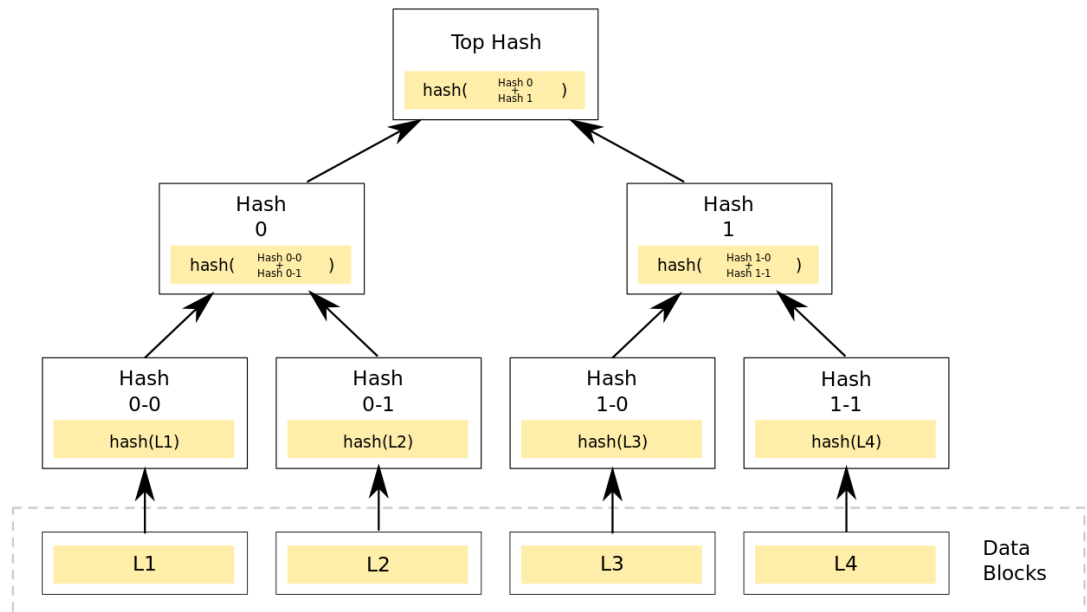 Top Hash
hash( Hash 0 + Hash 1 )
Hash
0
hash( Hash 0-0 + Hash 0-1 )
Hash
1
hash( Hash 1-0 + Hash 1-1 )
Hash
0-0
hash(L1)
Hash
0-1
hash(L2)
Hash
1-0
hash(L3)
Hash
1-1
hash(L4)
L1
L2
L3
L4
Data
Blocks